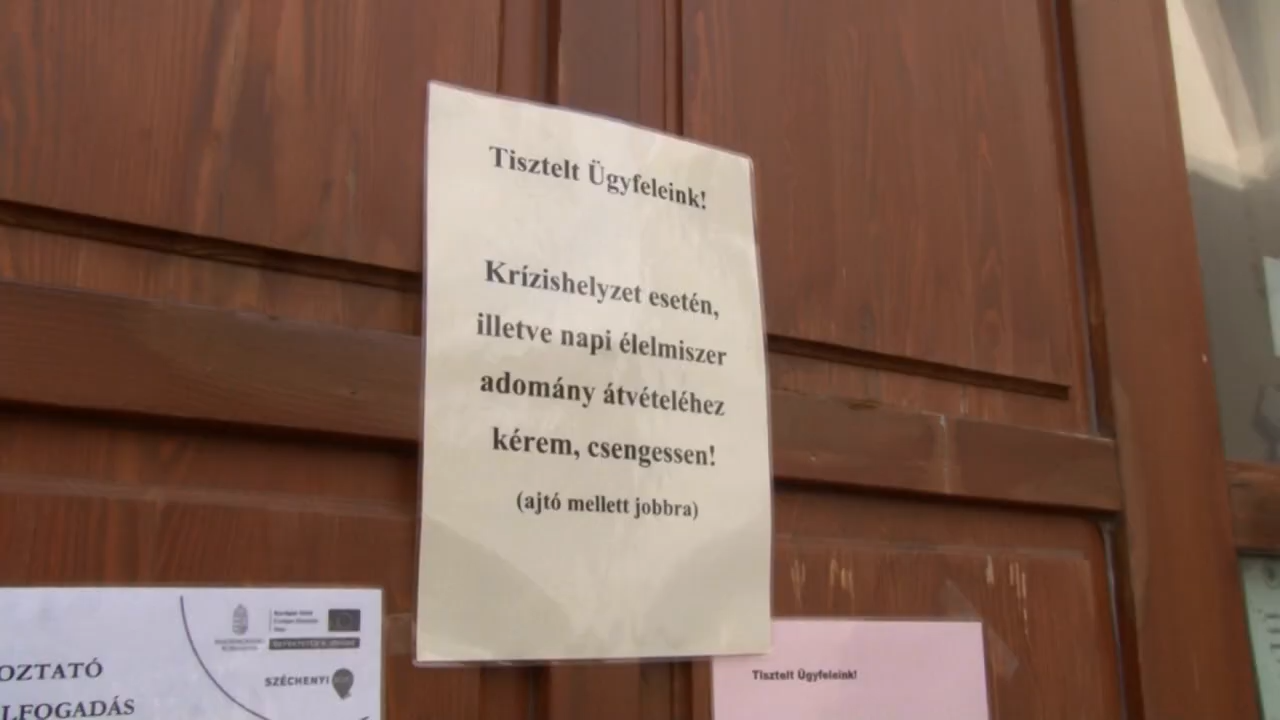 Tisztelt Ügyfeleink!
Krízishelyzet esetén,
illetve napi élelmiszer
adomány átvételéhez
kérem, csengessen!
(ajtó mellett jobbra)
OZTATÓ
LFOGADÁS
SZÉCHENYI
Tisztelt Ügyfeleink!